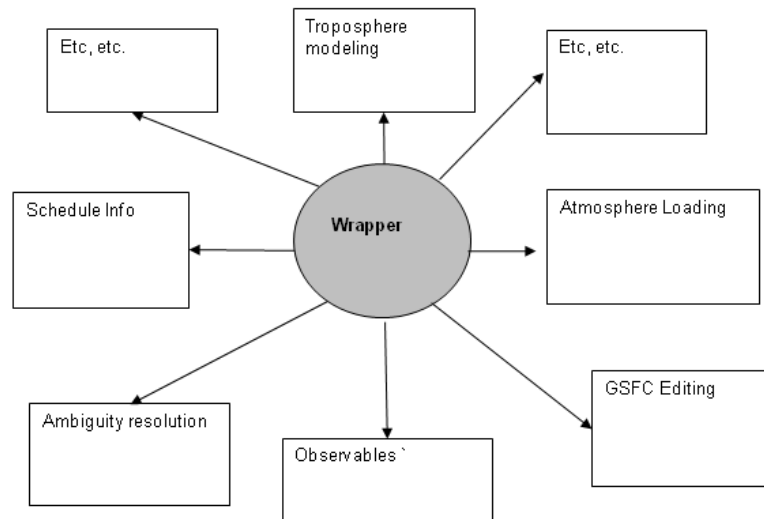 Etc, etc.
Troposphere
modeling
Etc, etc.
Schedule Info
Wrapper
Atmosphere Loading
Ambiguity resolution
Observables `
GSFC Editing